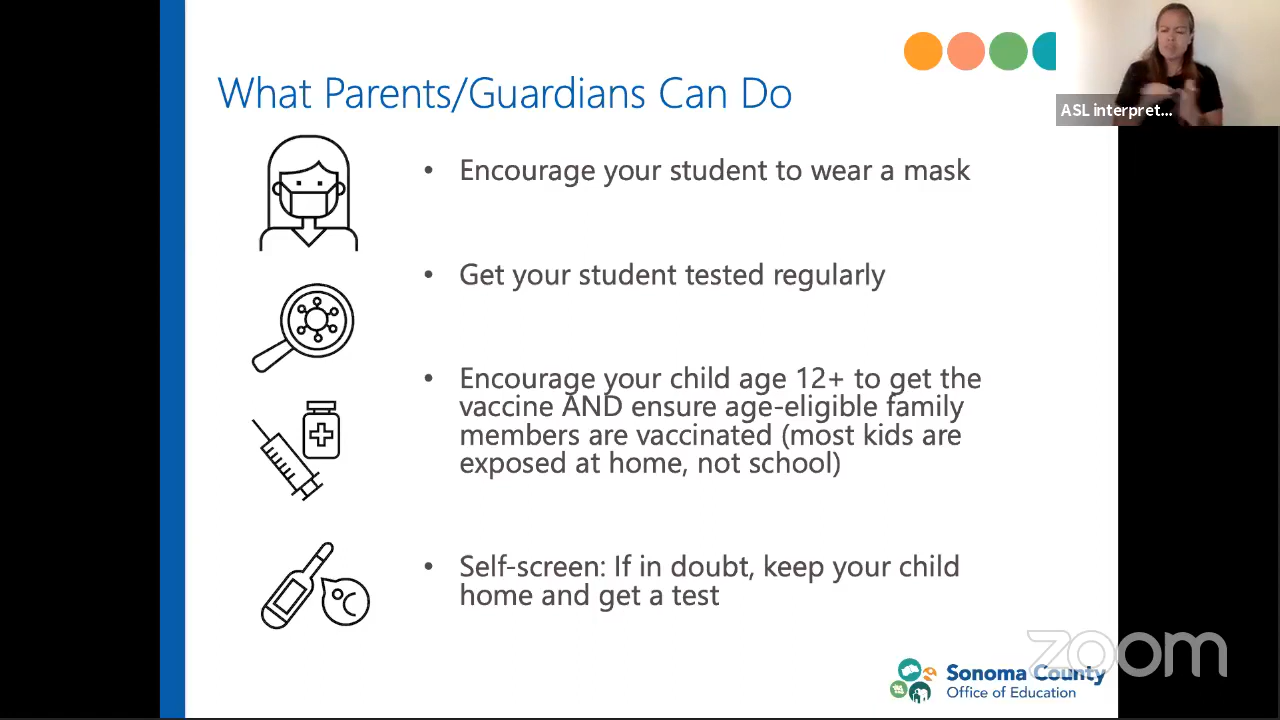 What Parents/Guardians Can Do
ASL interpret...
• Encourage your student to wear a mask
• Get your student tested regularly
• Encourage your child age 12+ to get the
vaccine AND ensure age-eligible family
members are vaccinated (most kids are
exposed at home, not school)
• Self-screen: If in doubt, keep your child
home and get a test
zoom
Sonoma County
Office of Education